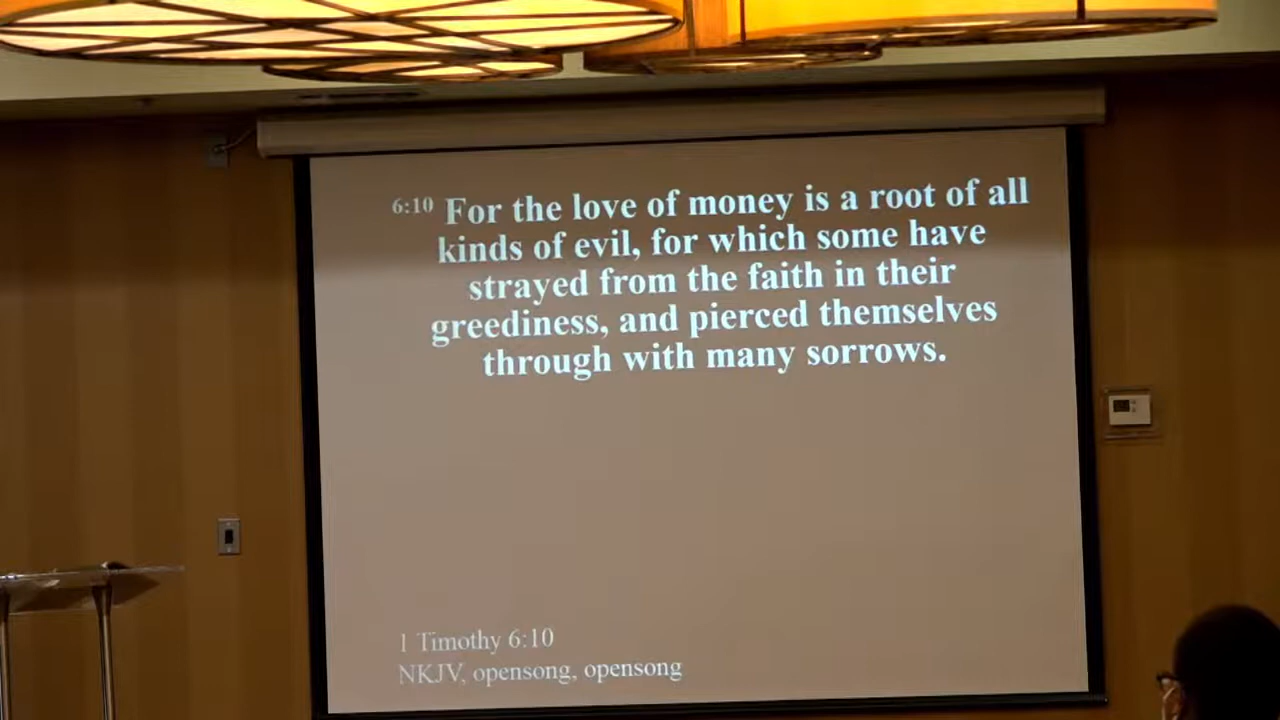 6:10 For the love of money is a root of all
kinds of evil, for which some have
strayed from the faith in their
greediness, and pierced themselves
through with many sorrows.
1 Timothy 6:10
NKJV, opensong, opensong